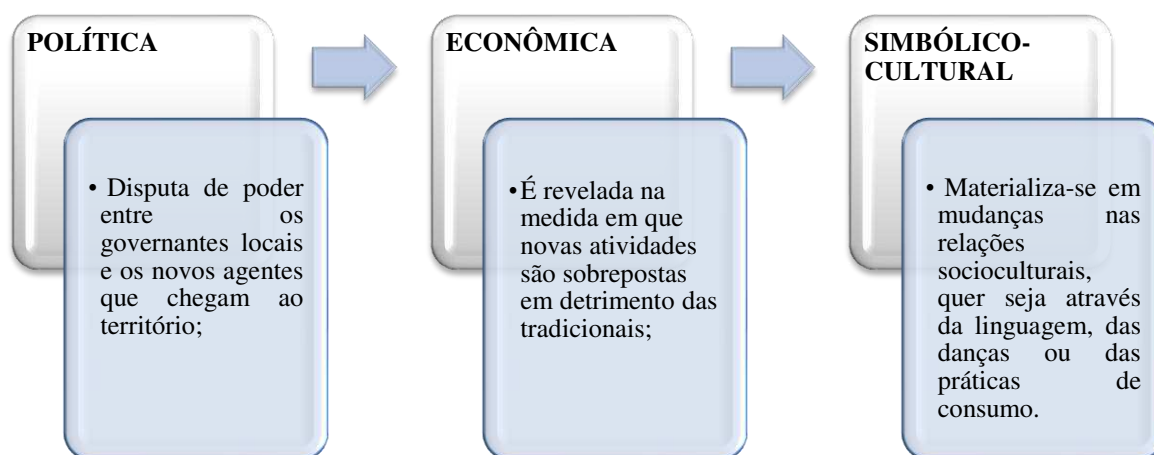 POLÍTICA
• Disputa de poder
entre os
governantes locais
e os novos agentes
que chegam ao
território;
ECONÔMICA
•É revelada na
medida em que
novas atividades
são sobrepostas
em detrimento das
tradicionais;
SIMBÓLICO-
CULTURAL
• Materializa-se em
mudanças nas
relações
socioculturais,
quer seja através
da linguagem, das
danças ou das
práticas de
consumo.